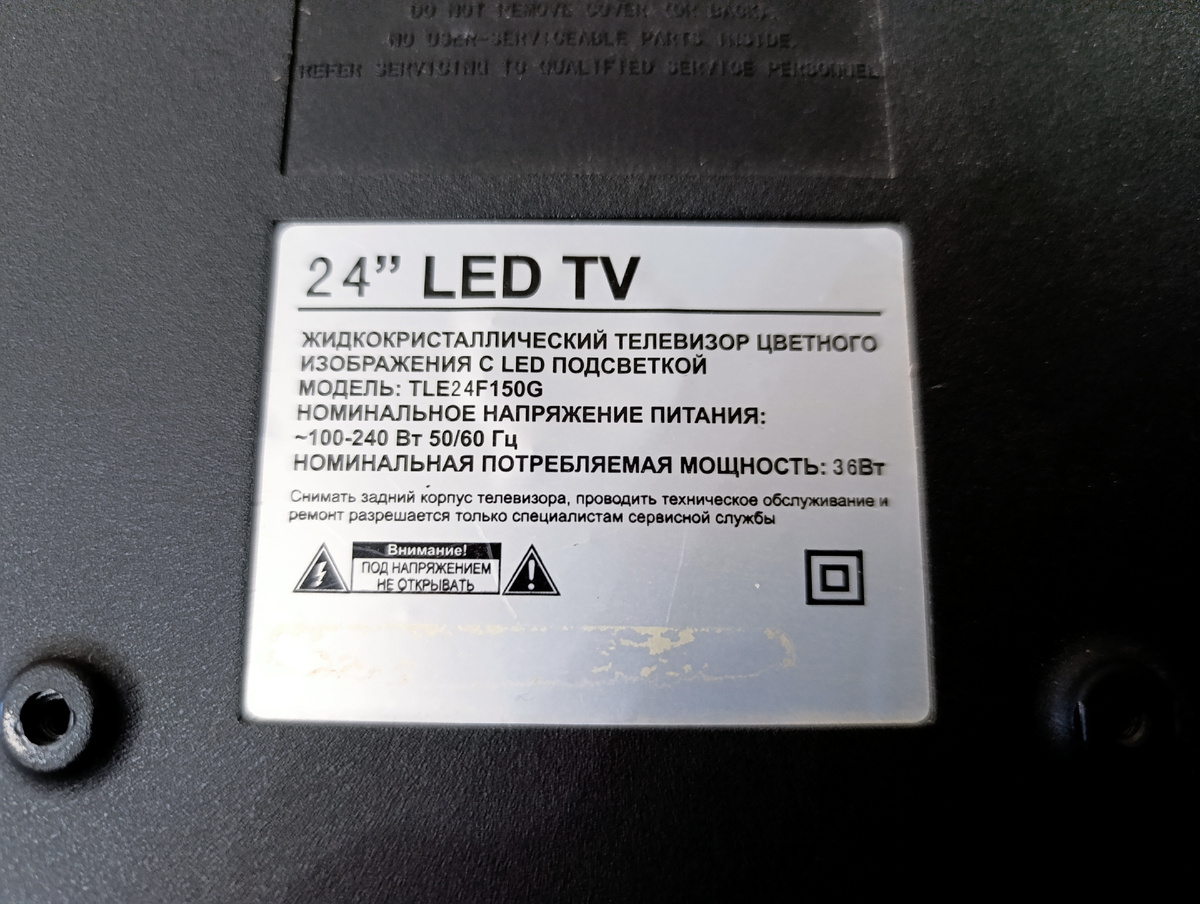 DO NOT REMOVE COVER (OR BACK).
NO USER-SERVICEABLE PARTS INSIDE.
REFER SERVICING TO QUALIFIED SERVICE PERSONNEL
24” LED TV
ЖИДКОКРИСТАЛЛИЧЕСКИЙ ТЕЛЕВИЗОР ЦВЕТНОГО
ИЗОБРАЖЕНИЯ С LED ПОДСВЕТКОЙ
МОДЕЛЬ: TLE24F150G
НОМИНАЛЬНОЕ НАПРЯЖЕНИЕ ПИТАНИЯ:
~100-240 Вт 50/60 Гц
НОМИНАЛЬНАЯ ПОТРЕБЛЯЕМАЯ МОЩНОСТЬ: 36Вт
Снимать задний корпус телевизора, проводить техническое обслуживание и
ремонт разрешается только специалистам сервисной службы
Внимание!
ПОД НАПРЯЖЕНИЕМ
НЕ ОТКРЫВАТЬ